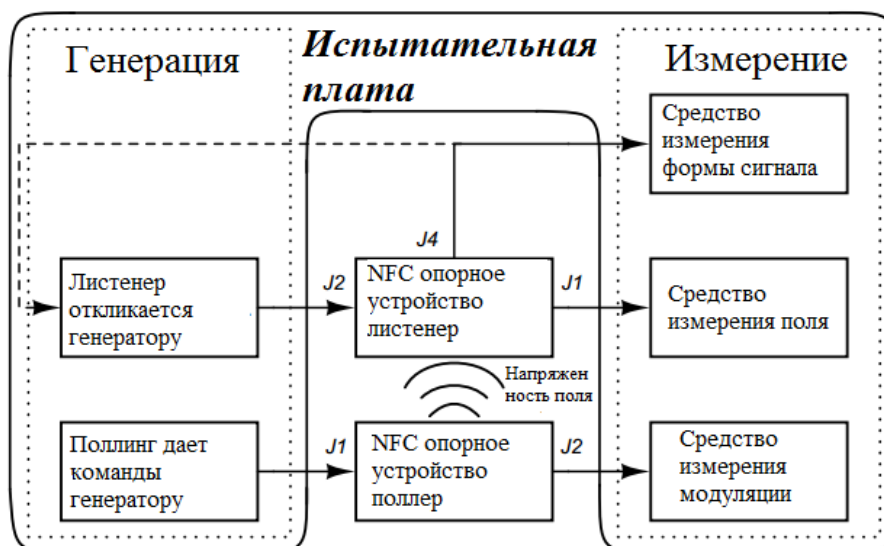 Генерация
Испытательная
плата
Измерение
Средство
измерения
формы сигнала
J4
Листенер
откликается
генератору
J2
NFC опорное
устройство
листенер
J1
Средство
измерения поля
Напряжен
ность поля
Поллинг дает
команды
генератору
J1
NFC опорное
устройство
поллер
J2
Средство
измерения
модуляции